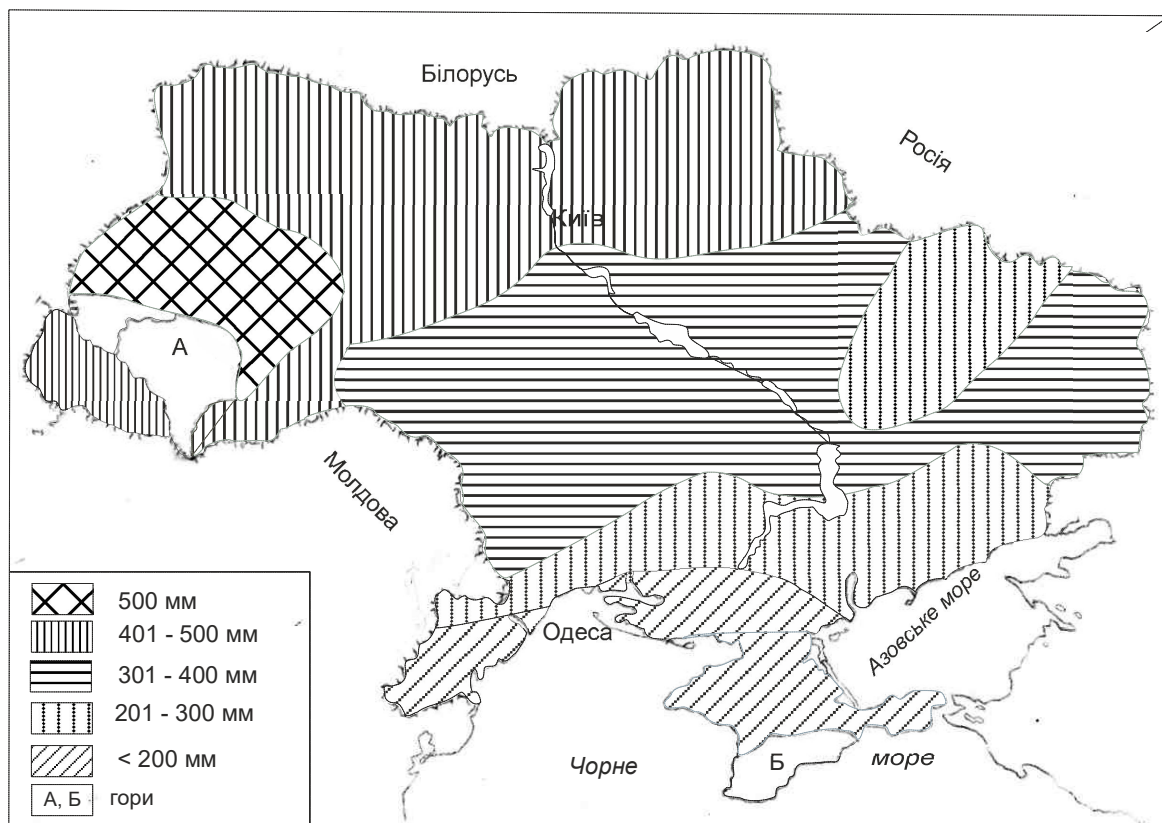 Білорусь
Росія
Київ
А
Молдова
Одеса
Азовське море
Чорне
море
Б
500 мм
401 - 500 мм
301 - 400 мм
201 - 300 мм
< 200 мм
А, Б
гори